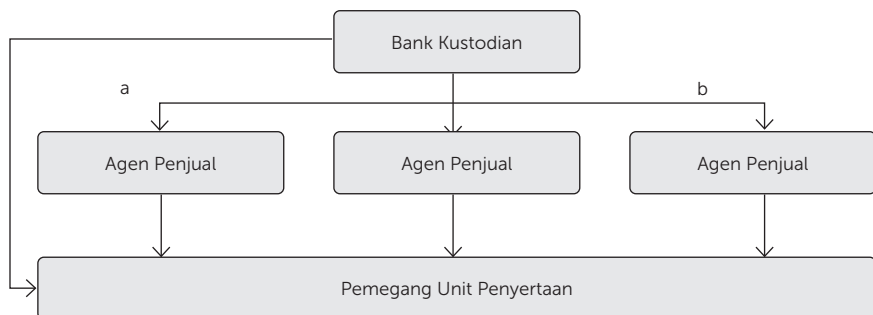 Bank Kustodian
a
b
Agen Penjual
Agen Penjual
Agen Penjual
Pemegang Unit Penyertaan